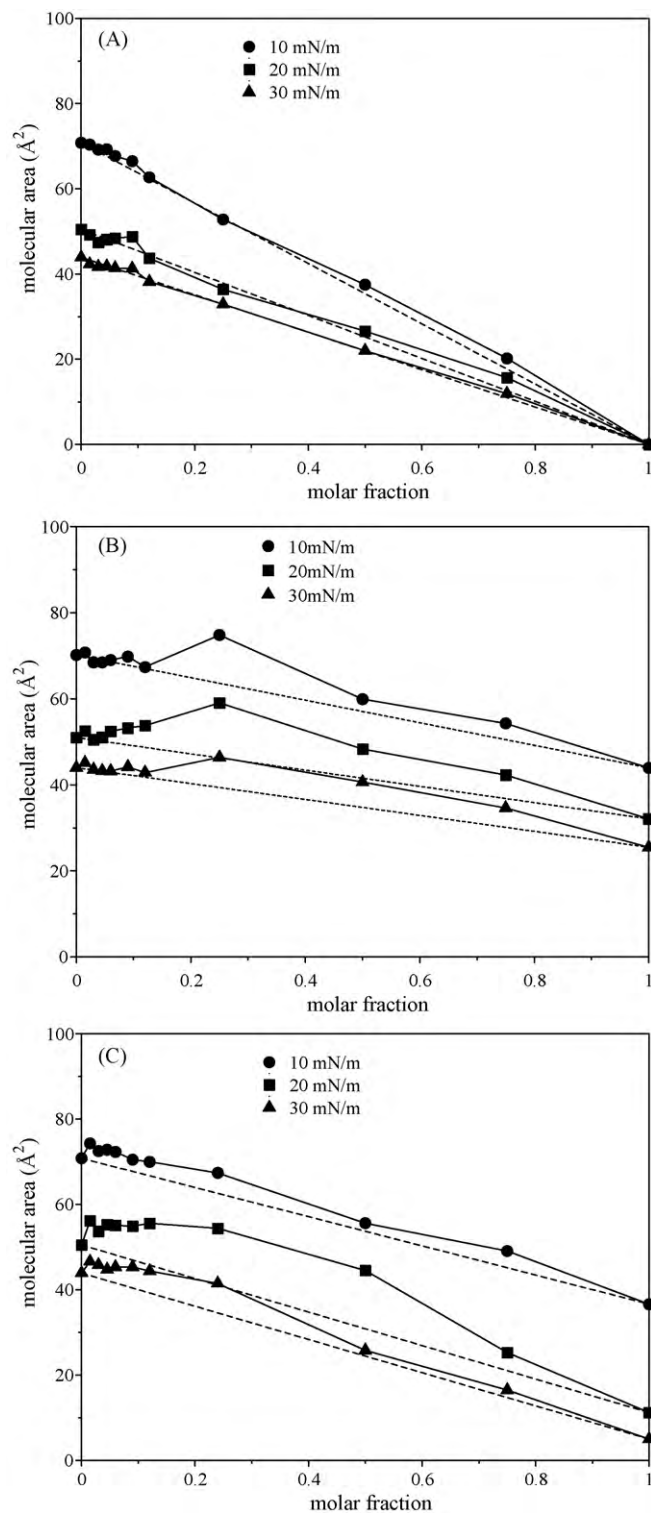 100
(A)
10 mN/m
20 mN/m
30 mN/m
80
60
40
20
0
molecular area (Å²)
0 0.2 0.4 0.6 0.8 1
molar fraction
100
(B)
10mN/m
20mN/m
30mN/m
80
60
40
20
0
molecular area (Å²)
0 0.2 0.4 0.6 0.8 1
molar fraction
100
(C)
10 mN/m
20 mN/m
30 mN/m
80
60
40
20
0
molecular area (Å²)
0 0.2 0.4 0.6 0.8 1
molar fraction